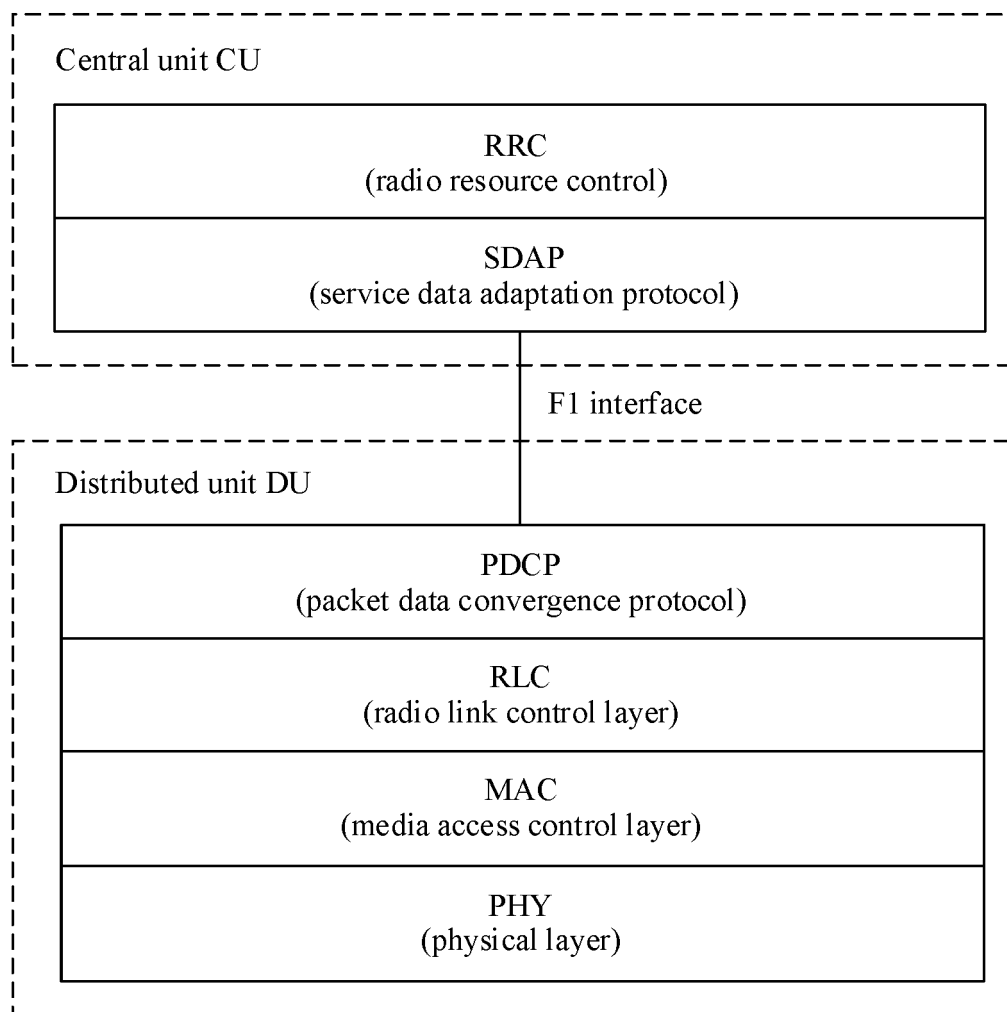 Central unit CU
RRC
(radio resource control)
SDAP
(service data adaptation protocol)
F1 interface
Distributed unit DU
PDCP
(packet data convergence protocol)
RLC
(radio link control layer)
MAC
(media access control layer)
PHY
(physical layer)